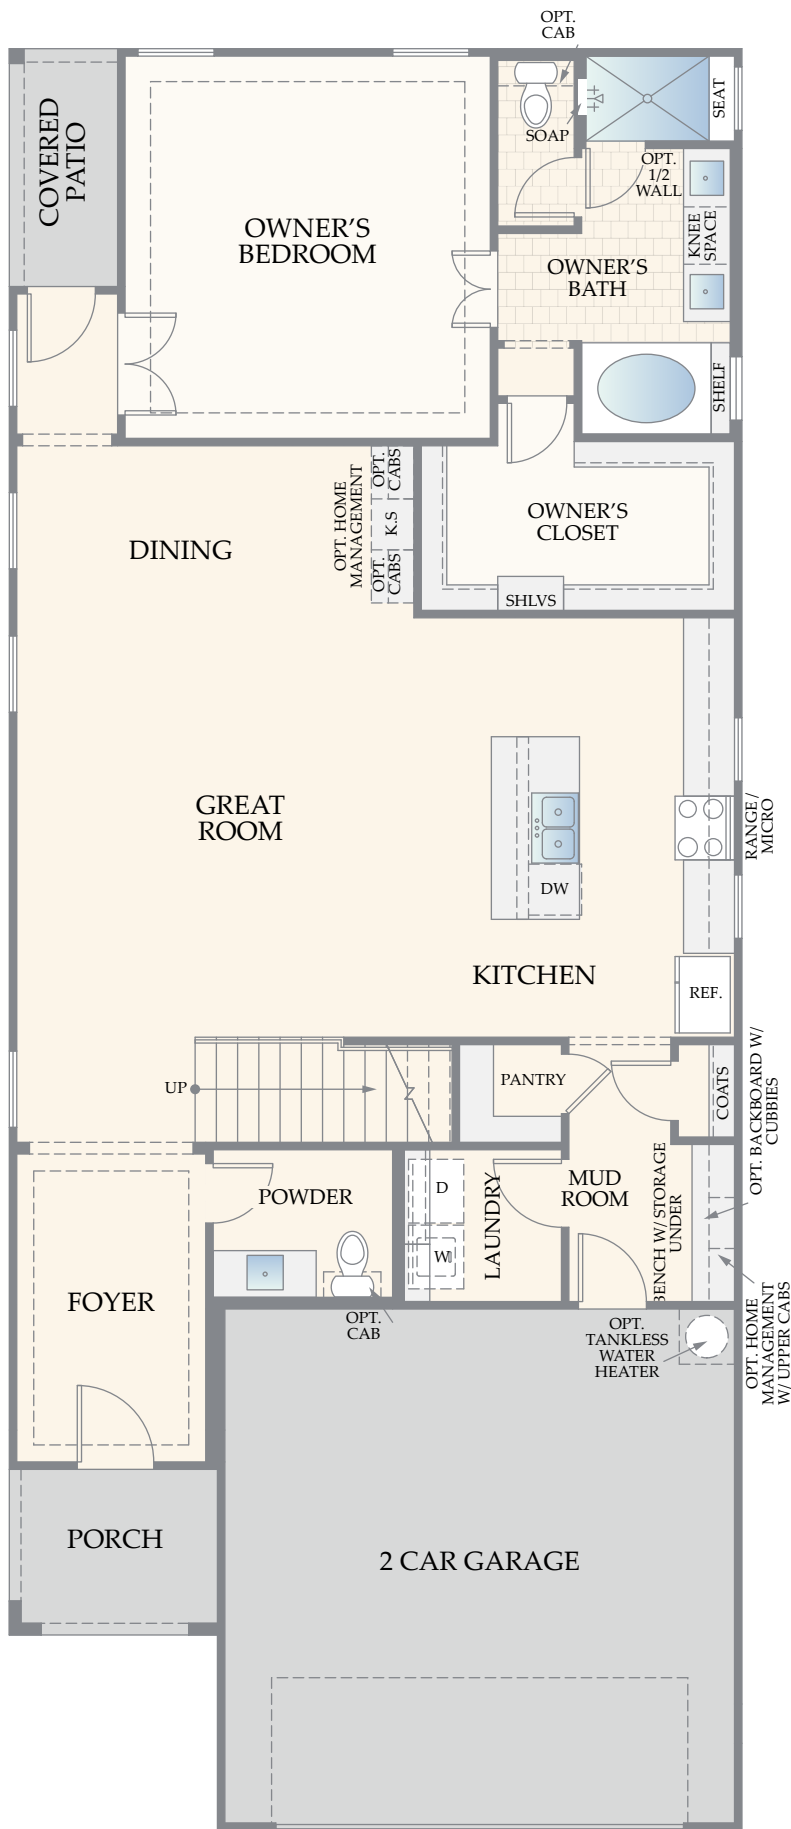 OPT.
CAB
COVERED
PATIO
SEAT
SOAP
OPT.
1/2
WALL
OWNER'S
BEDROOM
KNEE
SPACE
OWNER'S
BATH
SHELF
OPT. HOME
MANAGEMENT
OPT.
CABS
K.S
OPT.
CABS
OWNER'S
CLOSET
DINING
SHLVS
GREAT
ROOM
RANGE /
MICRO
DW
KITCHEN
REF.
UP
PANTRY
COATS
OPT. BACKBOARD W/
CUBBIES
POWDER
D
W
LAUNDRY
MUD
ROOM
BENCH W/ STORAGE
UNDER
FOYER
OPT.
CAB
OPT.
TANKLESS
WATER
HEATER
OPT. HOME
MANAGEMENT
W/ UPPER CABS
PORCH
2 CAR GARAGE